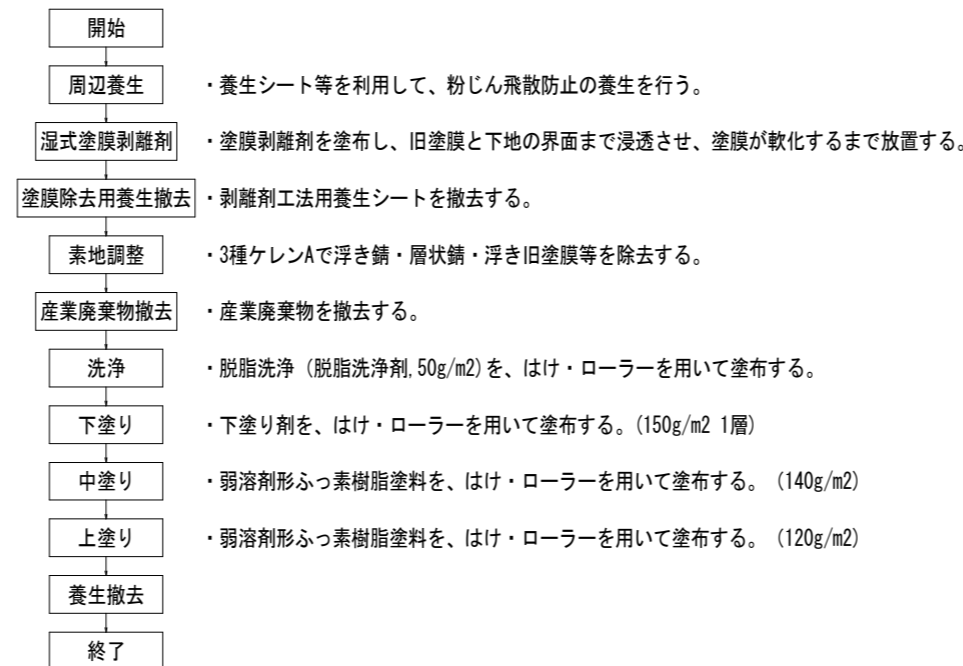 開始
周辺養生 ・養生シート等を利用して、粉じん飛散防止の養生を行う。
湿式塗膜剥離剤 ・塗膜剥離剤を塗布し、旧塗膜と下地の界面まで浸透させ、塗膜が軟化するまで放置する。
塗膜除去用養生撤去 ・剥離剤工法用養生シートを撤去する。
素地調整 ・3種ケレンAで浮き錆・層状錆・浮き旧塗膜等を除去する。
産業廃棄物撤去 ・産業廃棄物を撤去する。
洗浄 ・脱脂洗浄（脱脂洗浄剤,50g/m2)を、はけ・ローラーを用いて塗布する。
下塗り ・下塗り剤を、はけ・ローラーを用いて塗布する。(150g/m2 1層)
中塗り ・弱溶剤形ふっ素樹脂塗料を、はけ・ローラーを用いて塗布する。(140g/m2)
上塗り ・弱溶剤形ふっ素樹脂塗料を、はけ・ローラーを用いて塗布する。(120g/m2)
養生撤去
終了